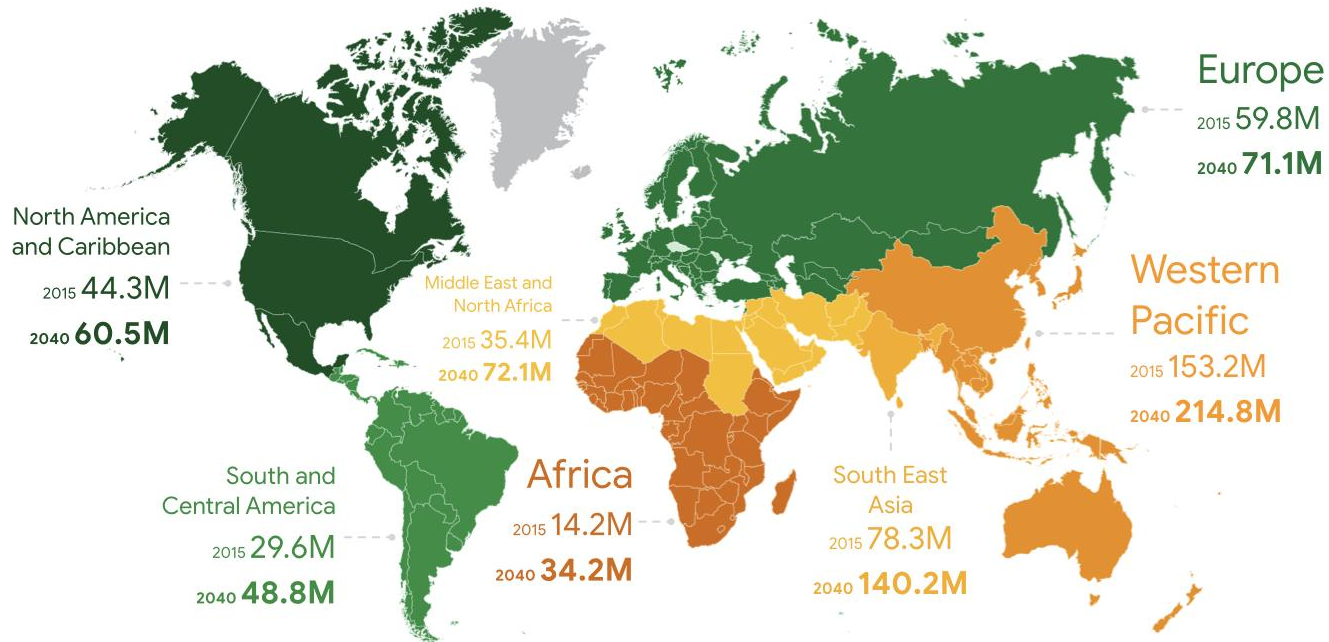 Europe
2015 59.8M
2040 71.1M
North America
and Caribbean
2015 44.3M
2040 60.5M
Middle East and
North Africa
2015 35.4M
2040 72.1M
Western
Pacific
2015 153.2M
2040 214.8M
South and
Central America
2015 29.6M
2040 48.8M
Africa
2015 14.2M
2040 34.2M
South East
Asia
2015 78.3M
2040 140.2M